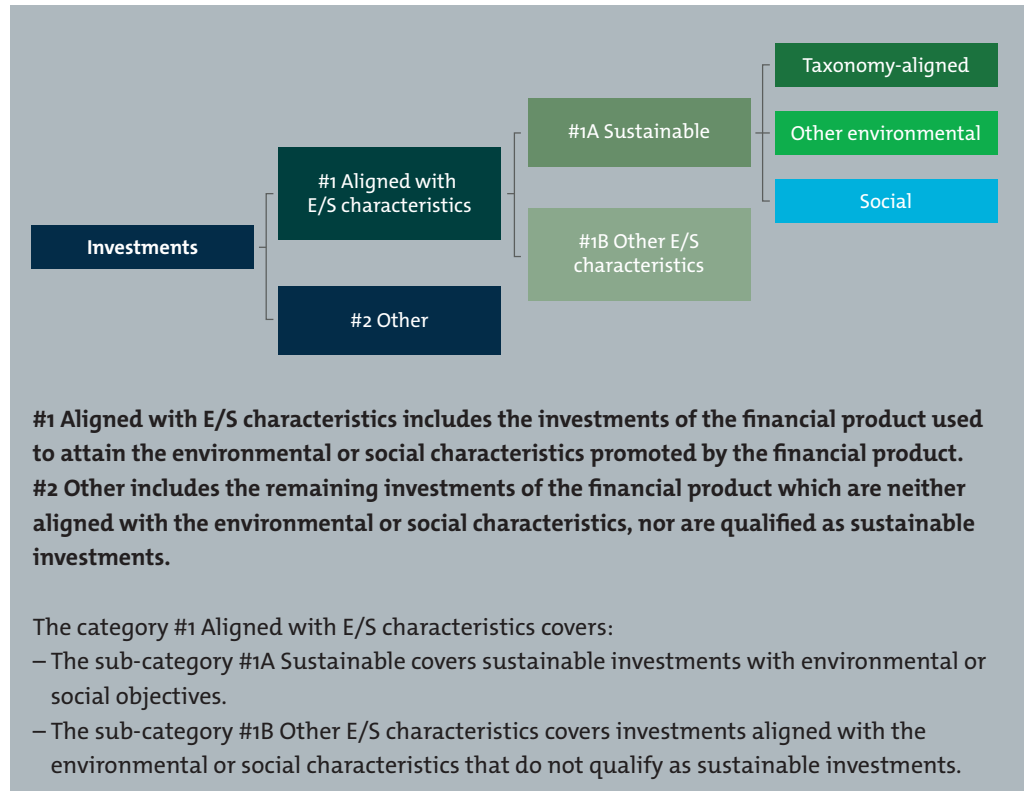 Taxonomy-aligned
#1A Sustainable
Other environmental
#1 Aligned with
E/S characteristics
Social
Investments
#1B Other E/S
characteristics
#2 Other
#1 Aligned with E/S characteristics includes the investments of the financial product used
to attain the environmental or social characteristics promoted by the financial product.
#2 Other includes the remaining investments of the financial product which are neither
aligned with the environmental or social characteristics, nor are qualified as sustainable
investments.
The category #1 Aligned with E/S characteristics covers:
– The sub-category #1A Sustainable covers sustainable investments with environmental or
social objectives.
– The sub-category #1B Other E/S characteristics covers investments aligned with the
environmental or social characteristics that do not qualify as sustainable investments.